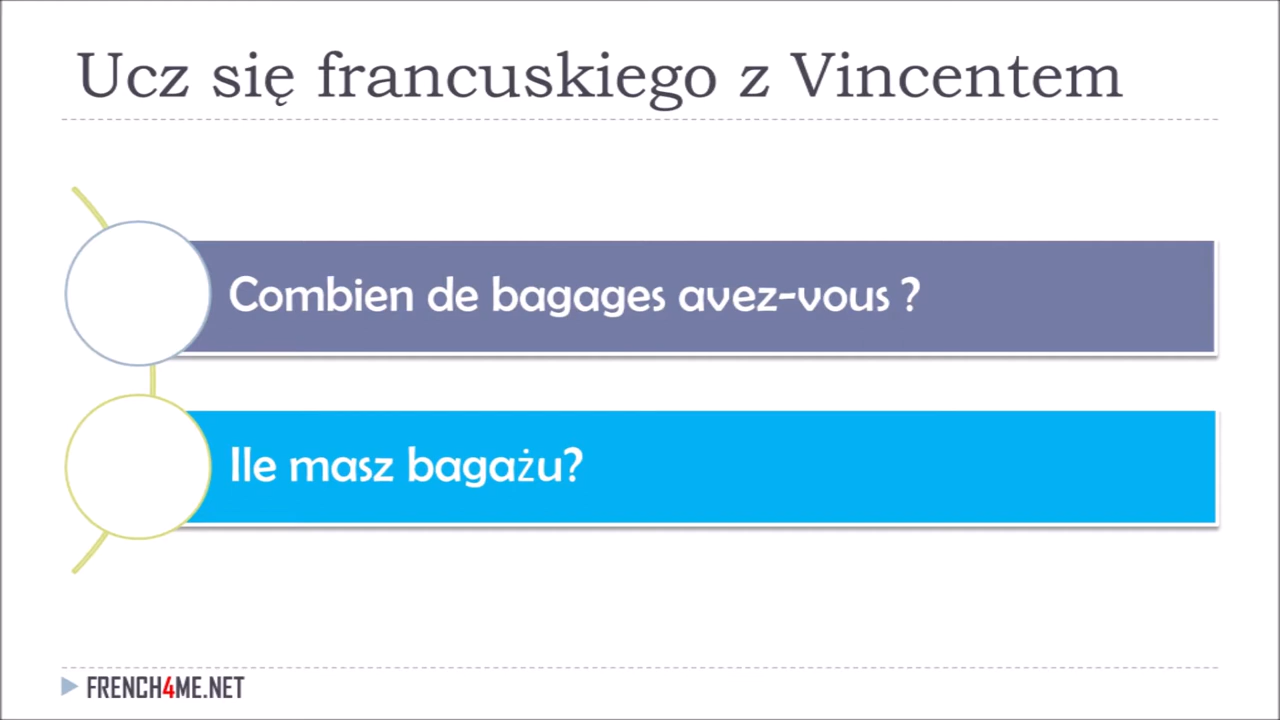 Ucz się francuskiego z Vincentem
Combien de bagages avez-vous ?
Ile masz bagażu?
FRENCH4ME.NET